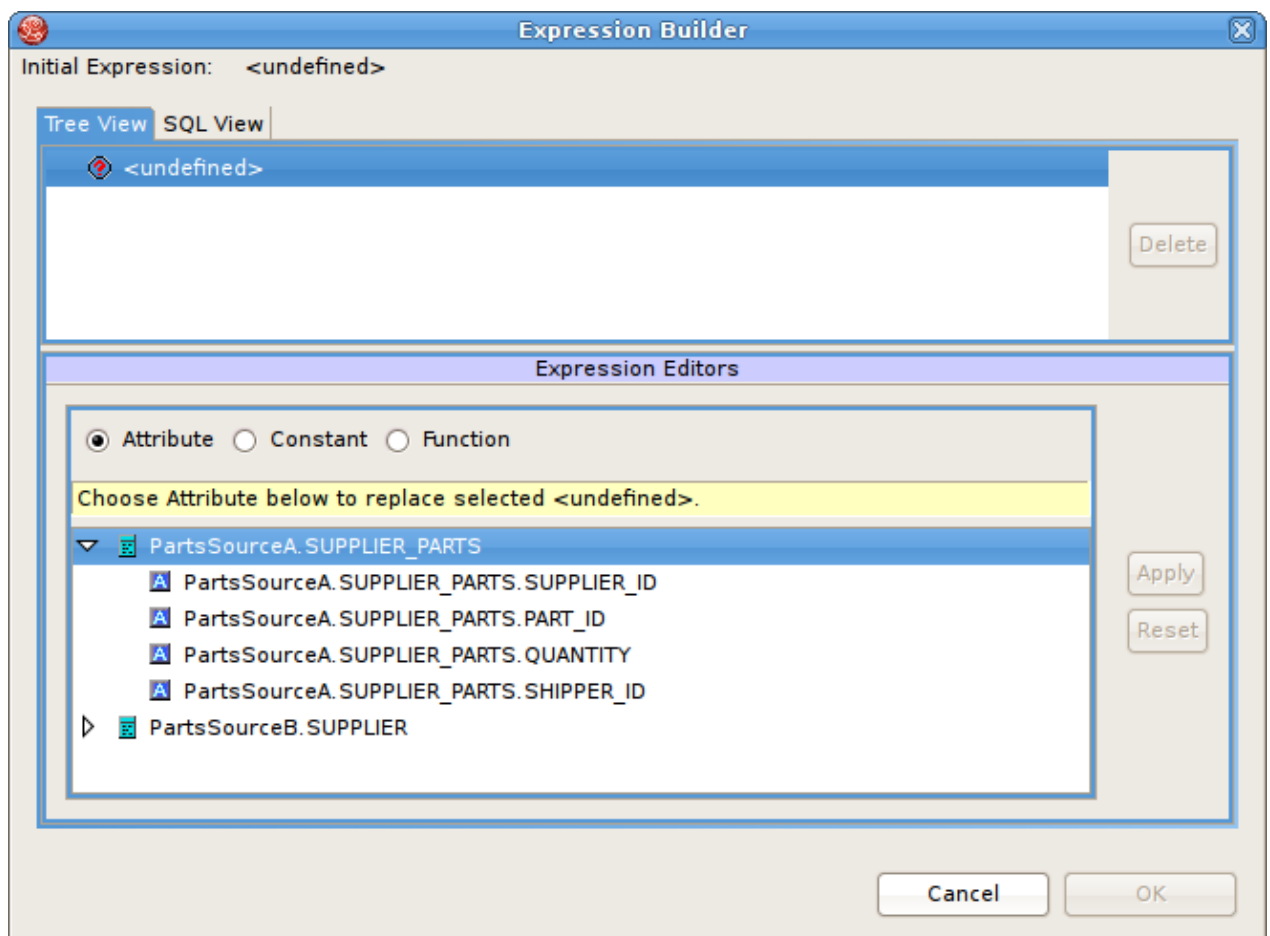 Expression Builder
Initial Expression: <undefined>
Tree View SQL View
<undefined>
Delete
Expression Editors
Attribute Constant Function
Choose Attribute below to replace selected <undefined>.
PartsSourceA.SUPPLIER_PARTS
PartsSourceA.SUPPLIER_PARTS.SUPPLIER_ID
Apply
PartsSourceA.SUPPLIER_PARTS.PART_ID
Reset
PartsSourceA.SUPPLIER_PARTS.QUANTITY
PartsSourceA.SUPPLIER_PARTS.SHIPPER_ID
PartsSourceB.SUPPLIER
Cancel OK